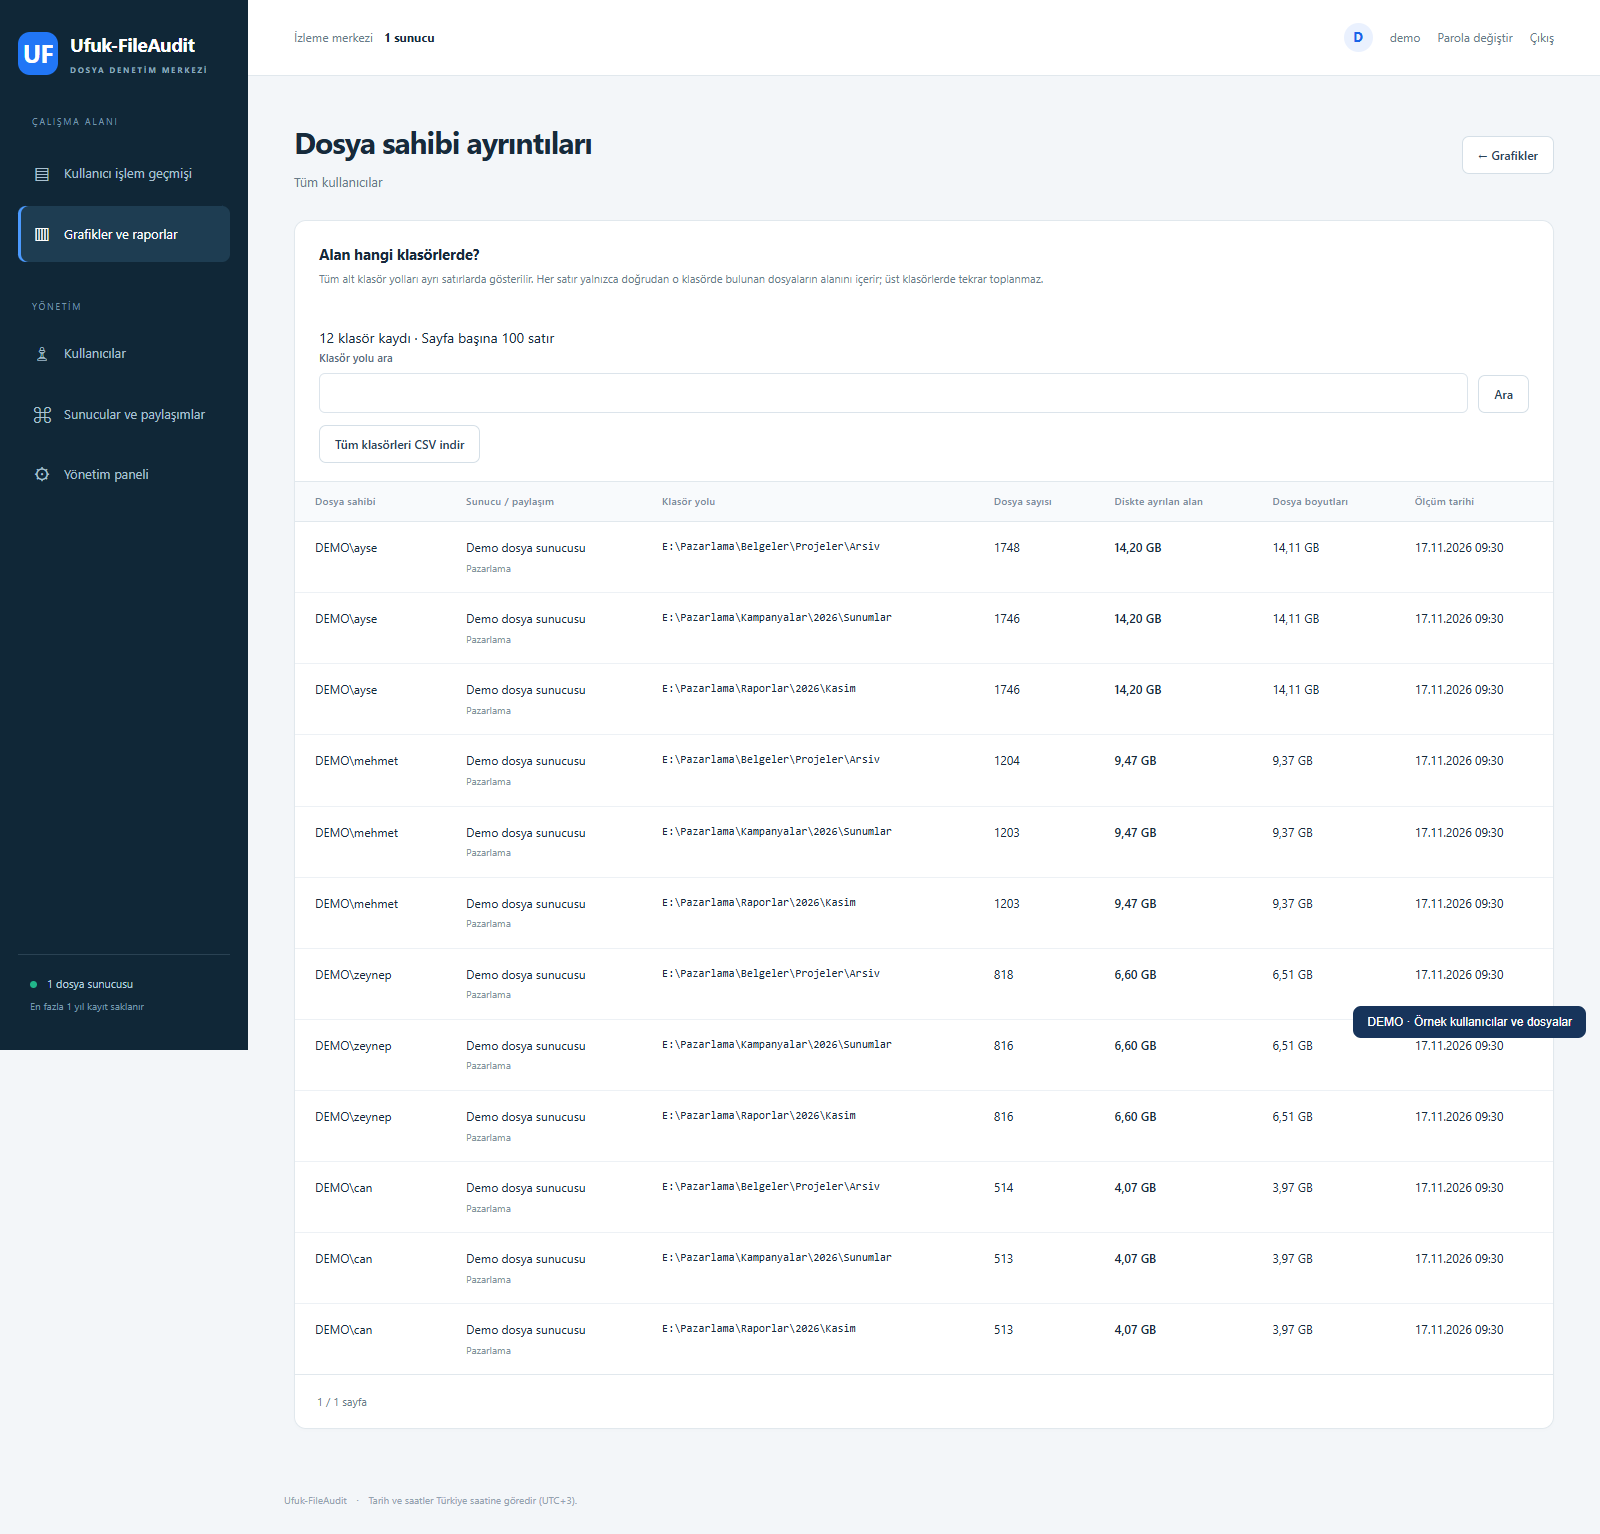 UF
Ufuk-FileAudit
DOSYA DENETİM MERKEZİ
ÇALIŞMA ALANI
Kullanıcı işlem geçmişi
Grafikler ve raporlar
YÖNETİM
Kullanıcılar
Sunucular ve paylaşımlar
Yönetim paneli
1 dosya sunucusu
En fazla 1 yıl kayıt saklanır
İzleme merkezi 1 sunucu
D demo Parola değiştir Çıkış
Dosya sahibi ayrıntıları
Tüm kullanıcılar
← Grafikler
Alan hangi klasörlerde?
Tüm alt klasör yolları ayrı satırlarda gösterilir. Her satır yalnızca doğrudan o klasörde bulunan dosyaların alanını içerir; üst klasörlerde tekrar toplanmaz.
12 klasör kaydı · Sayfa başına 100 satır
Klasör yolu ara
Ara
Tüm klasörleri CSV indir
Dosya sahibi Sunucu / paylaşım Klasör yolu Dosya sayısı Diskte ayrılan alan Dosya boyutları Ölçüm tarihi
DEMO\ayse Demo dosya sunucusu E:\Pazarlama\Belgeler\Projeler\Arsiv 1748 14,20 GB 14,11 GB 17.11.2026 09:30
Pazarlama
DEMO\ayse Demo dosya sunucusu E:\Pazarlama\Kampanyalar\2026\Sunumlar 1746 14,20 GB 14,11 GB 17.11.2026 09:30
Pazarlama
DEMO\ayse Demo dosya sunucusu E:\Pazarlama\Raporlar\2026\Kasim 1746 14,20 GB 14,11 GB 17.11.2026 09:30
Pazarlama
DEMO\mehmet Demo dosya sunucusu E:\Pazarlama\Belgeler\Projeler\Arsiv 1204 9,47 GB 9,37 GB 17.11.2026 09:30
Pazarlama
DEMO\mehmet Demo dosya sunucusu E:\Pazarlama\Kampanyalar\2026\Sunumlar 1203 9,47 GB 9,37 GB 17.11.2026 09:30
Pazarlama
DEMO\mehmet Demo dosya sunucusu E:\Pazarlama\Raporlar\2026\Kasim 1203 9,47 GB 9,37 GB 17.11.2026 09:30
Pazarlama
DEMO\zeynep Demo dosya sunucusu E:\Pazarlama\Belgeler\Projeler\Arsiv 818 6,60 GB 6,51 GB 17.11.2026 09:30
Pazarlama
DEMO · Örnek kullanıcılar ve dosyalar
DEMO\zeynep Demo dosya sunucusu E:\Pazarlama\Kampanyalar\2026\Sunumlar 816 6,60 GB 6,51 GB 17.11.2026 09:30
Pazarlama
DEMO\zeynep Demo dosya sunucusu E:\Pazarlama\Raporlar\2026\Kasim 816 6,60 GB 6,51 GB 17.11.2026 09:30
Pazarlama
DEMO\can Demo dosya sunucusu E:\Pazarlama\Belgeler\Projeler\Arsiv 514 4,07 GB 3,97 GB 17.11.2026 09:30
Pazarlama
DEMO\can Demo dosya sunucusu E:\Pazarlama\Kampanyalar\2026\Sunumlar 513 4,07 GB 3,97 GB 17.11.2026 09:30
Pazarlama
DEMO\can Demo dosya sunucusu E:\Pazarlama\Raporlar\2026\Kasim 513 4,07 GB 3,97 GB 17.11.2026 09:30
Pazarlama
1 / 1 sayfa
Ufuk-FileAudit · Tarih ve saatler Türkiye saatine göredir (UTC+3).